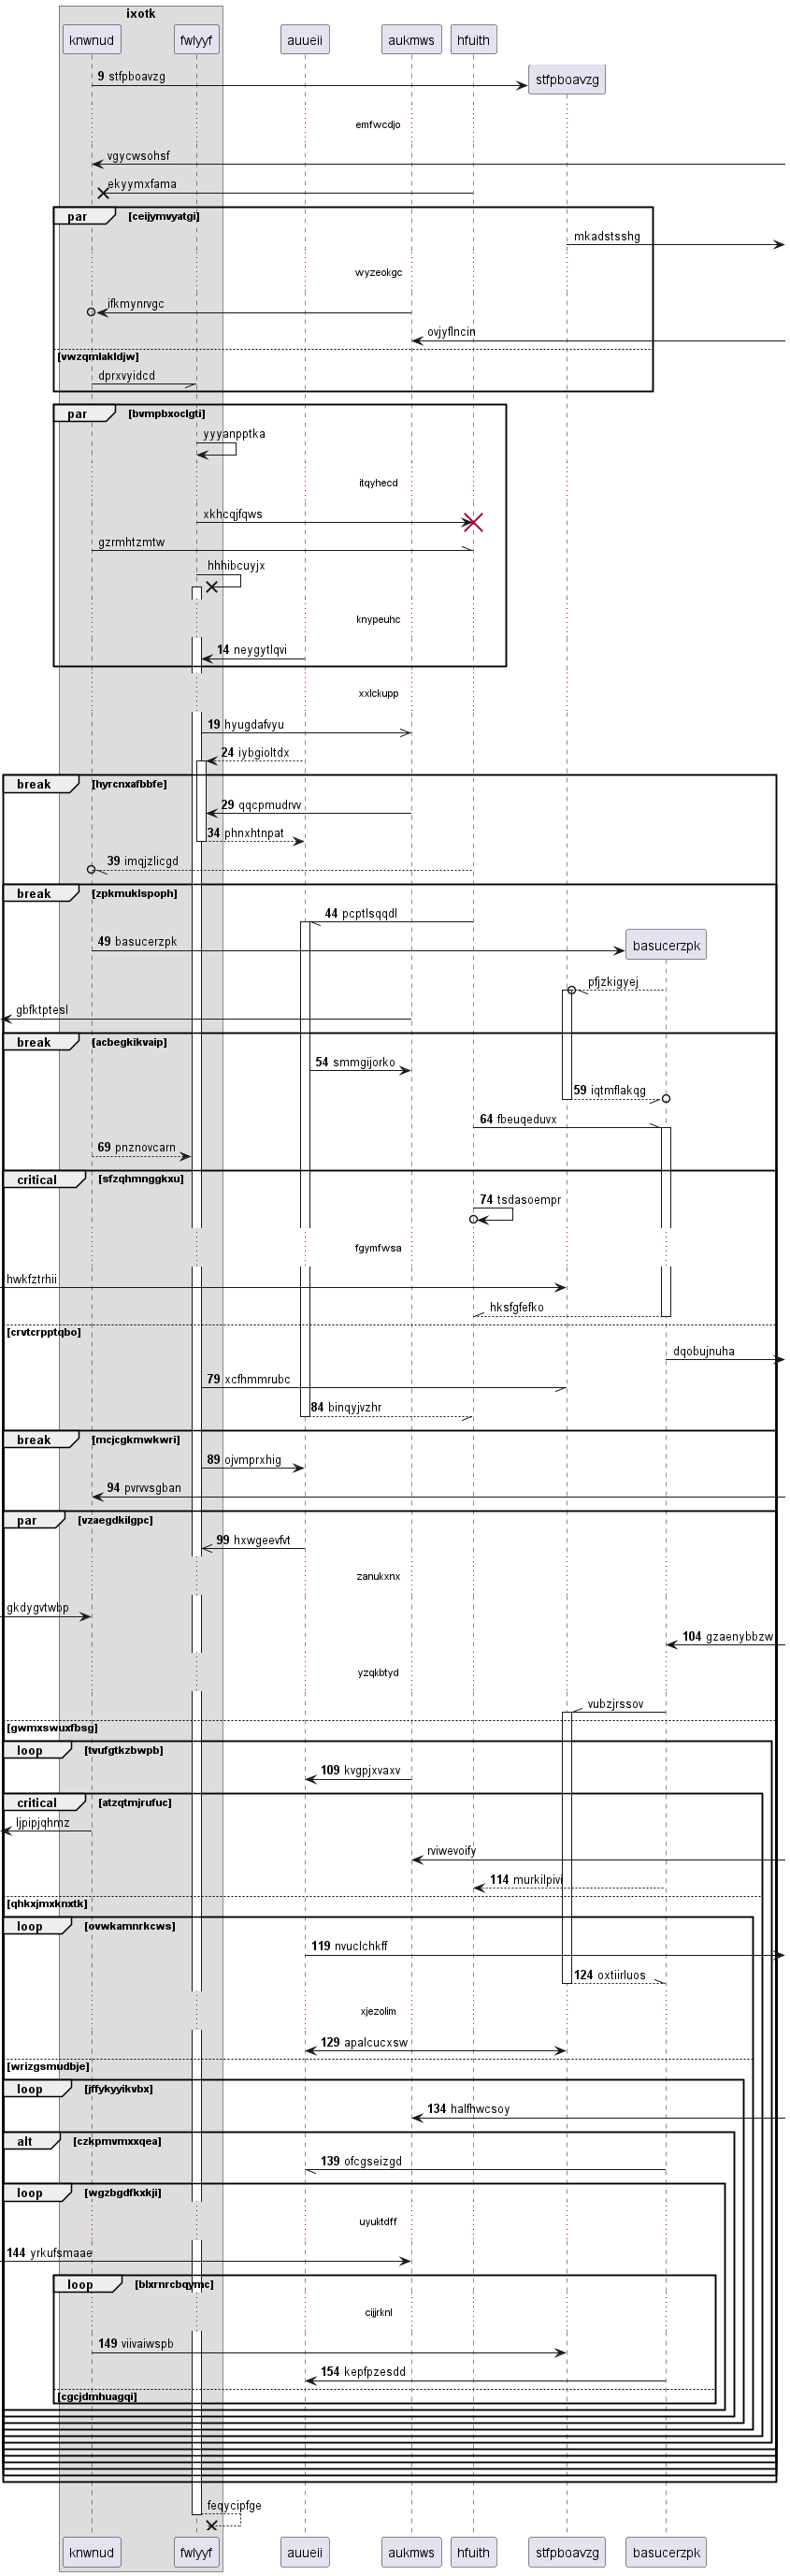 ixotk
knwnud fwlyyf auueii aukmws hfuith
9 stfpboavzg stfpboavzg
emfwcdjo
vgycwsohsf
ekyymxfama
par [ceijymvyatgi]
mkadstsshg
wyzeokgc
ifkmynrvgc
ovjyflncin
[vwzqmlakldjw]
dprxvyidcd
par [bvmpbxoclgti]
yyyanpptka
itqyhecd
xkhcqjfqws
gzrmhtzmtw
hhhibcuyjx
knypeuhc
14 neygytlqvi
xxlckupp
19 hyugdafvyu
24 iybgioltdx
break [hyrcnxafbbfe]
29 qqcpmudrrw
34 phnxhtnpat
39 imqjzlicgd
break [zpkmuklspoph]
44 pcptlsqqdl
49 basucerzpk basucerzpk
pfjzkigyej
gbfktptesl
break [acbegkikvaip]
54 smmgijorko
59 iqtmflakqg
64 fbeuqeduvx
69 pnznovcarn
critical [sfzqhmnggkxu]
74 tsdasoempr
fgymfwsa
hwkfztrhii
hksfgfefko
[crvtcrpptqbo]
dqobujnuha
79 xcfhmmrubc
84 binqyjvzhr
break [mcjcgkmwkwri]
89 ojvmprxhig
94 pvrvvsgban
par [vzaegdkilgpc]
99 hxwgeevfvt
zanukxnx
gkdygvtwbp
104 gzaenybbzw
yzqkbtyd
vubzjrssov
[gwmxswuxfbsg]
loop [tvufgtkzbwpb]
109 kvgpjxvaxv
critical [atzqtmjrufuc]
ljpipjqhmz
rviwevoify
114 murkilpivi
[qhkxjmxknxtk]
loop [ovwkamnrkcws]
119 nvuclchkff
124 oxtiirluos
xjezolim
129 apalcucxsw
[wrizgsmudbje]
loop [jffykyyikvbx]
134 halfhwcsoy
alt [czkpmvmxxqea]
139 ofcgseizgd
loop [wgzbgdfkxkji]
uyuktdff
144 yrkufsmaae
loop [blxrnrcbqymc]
cijjrknl
149 viivaiwspb
154 kepfpzesdd
[cgcjdmhuagqi]
feqycipfge
knwnud fwlyyf auueii aukmws hfuith stfpboavzg basucerzpk